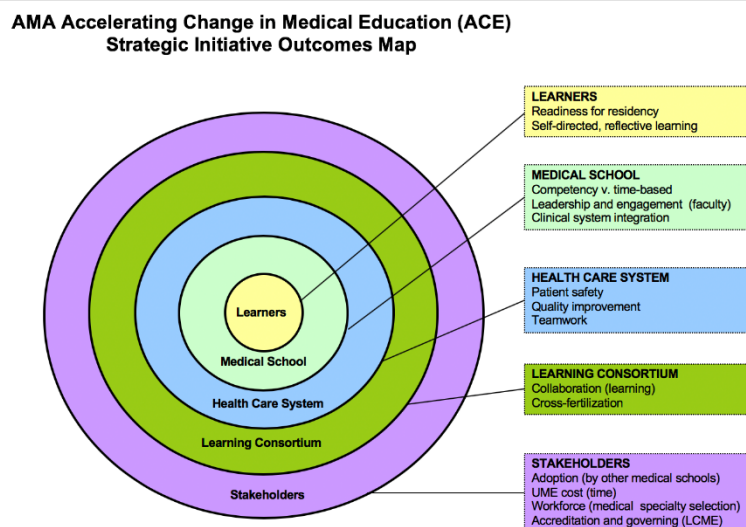 AMA Accelerating Change in Medical Education (ACE)
Strategic Initiative Outcomes Map
LEARNERS
Readiness for residency
Self-directed, reflective learning
MEDICAL SCHOOL
Competency v. time-based
Leadership and engagement (faculty)
Clinical system integration
HEALTH CARE SYSTEM
Patient safety
Quality improvement
Teamwork
LEARNING CONSORTIUM
Collaboration (learning)
Cross-fertilization
STAKEHOLDERS
Adoption (by other medical schools)
UME cost (time)
Workforce (medical specialty selection)
Accreditation and governing (LCME)
Learners
Medical School
Health Care System
Learning Consortium
Stakeholders